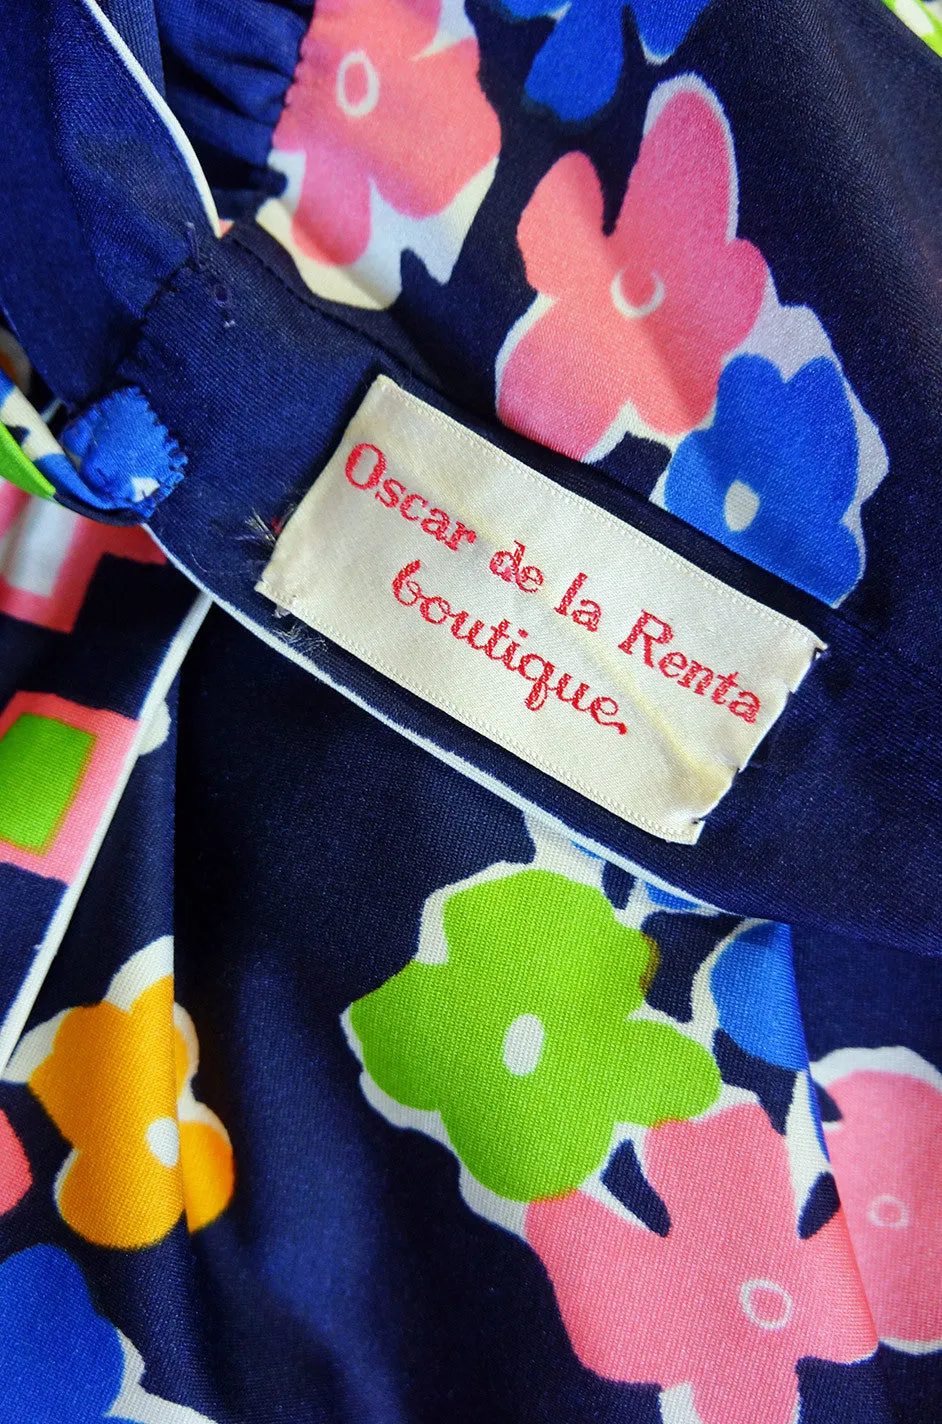 Oscar de la Renta
boutique